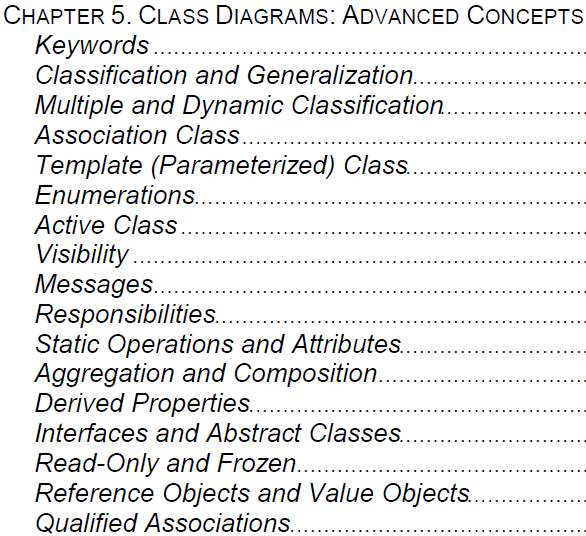 CHAPTER 5. CLASS DIAGRAMS: ADVANCED CONCEPTS
Keywords
Classification and Generalization
Multiple and Dynamic Classification
Association Class
Template (Parameterized) Class
Enumerations
Active Class
Visibility
Messages
Responsibilities
Static Operations and Attributes
Aggregation and Composition
Derived Properties
Interfaces and Abstract Classes
Read-Only and Frozen
Reference Objects and Value Objects
Qualified Associations